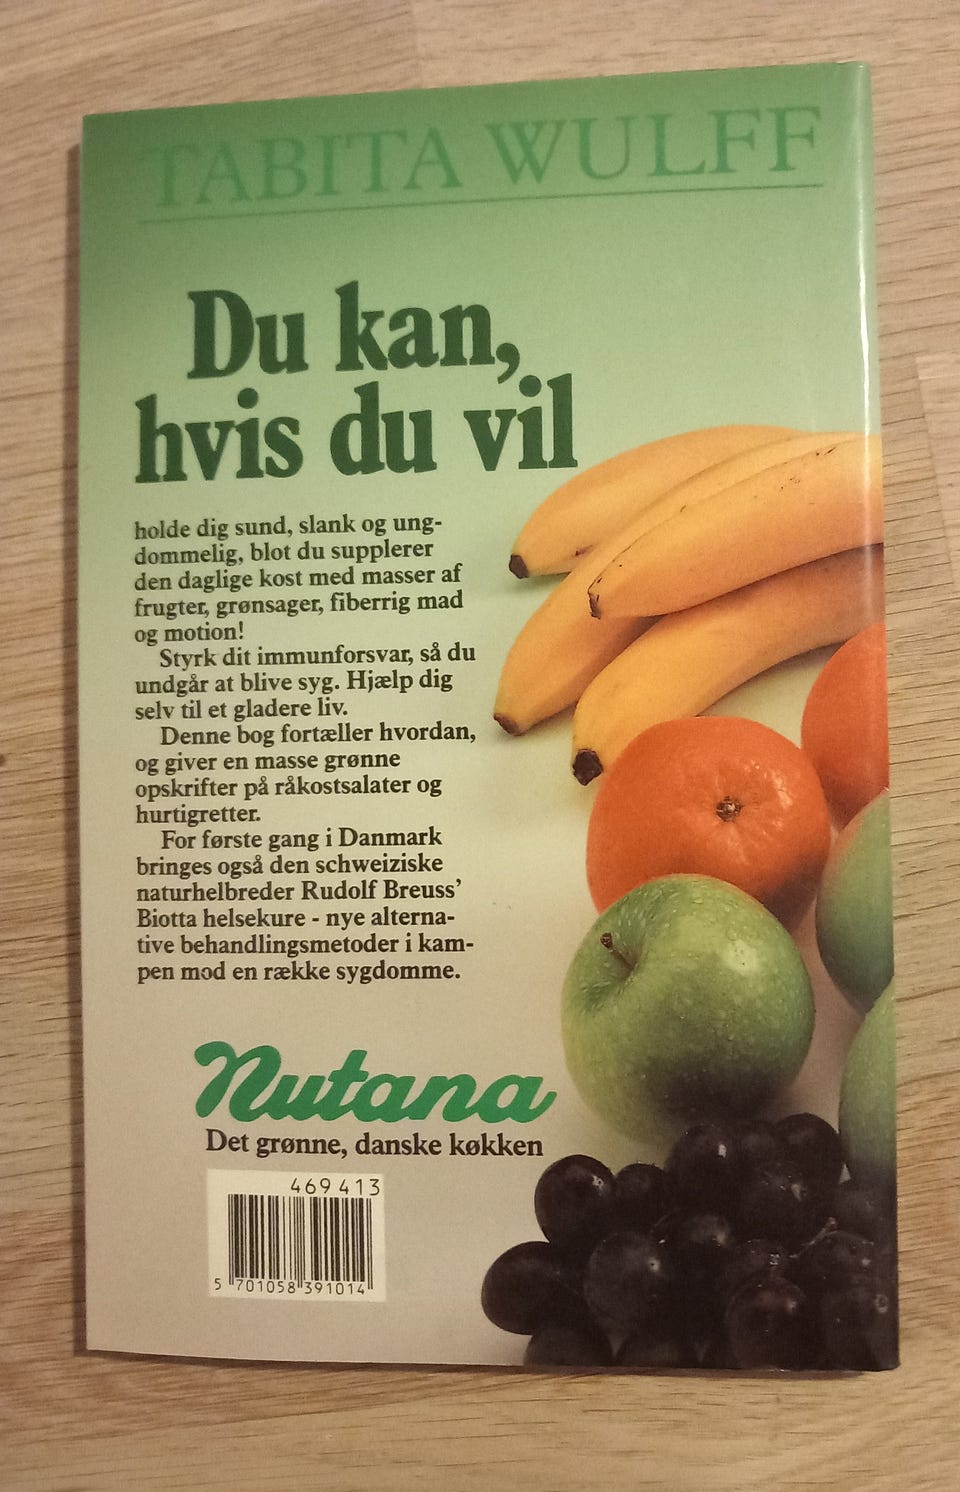 TABITA WULFF
Du kan,
hvis du vil
holde dig sund, slank og ung-
dommelig, blot du supplerer
den daglige kost med masser af
frugter, grønsager, fiberrig mad
og motion!
Styrk dit immunforsvar, så du
undgår at blive syg. Hjælp dig
selv til et gladere liv.
Denne bog fortæller hvordan,
og giver en masse grønne
opskrifter på råkostsalater og
hurtigretter.
For første gang i Danmark
bringes også den schweiziske
naturhelbreder Rudolf Breuss’
Biotta helsekure - nye alterna-
tive behandlingsmetoder i kam-
pen mod en række sygdomme.
Nutana
Det grønne, danske køkken
469 413
5 701058 391014